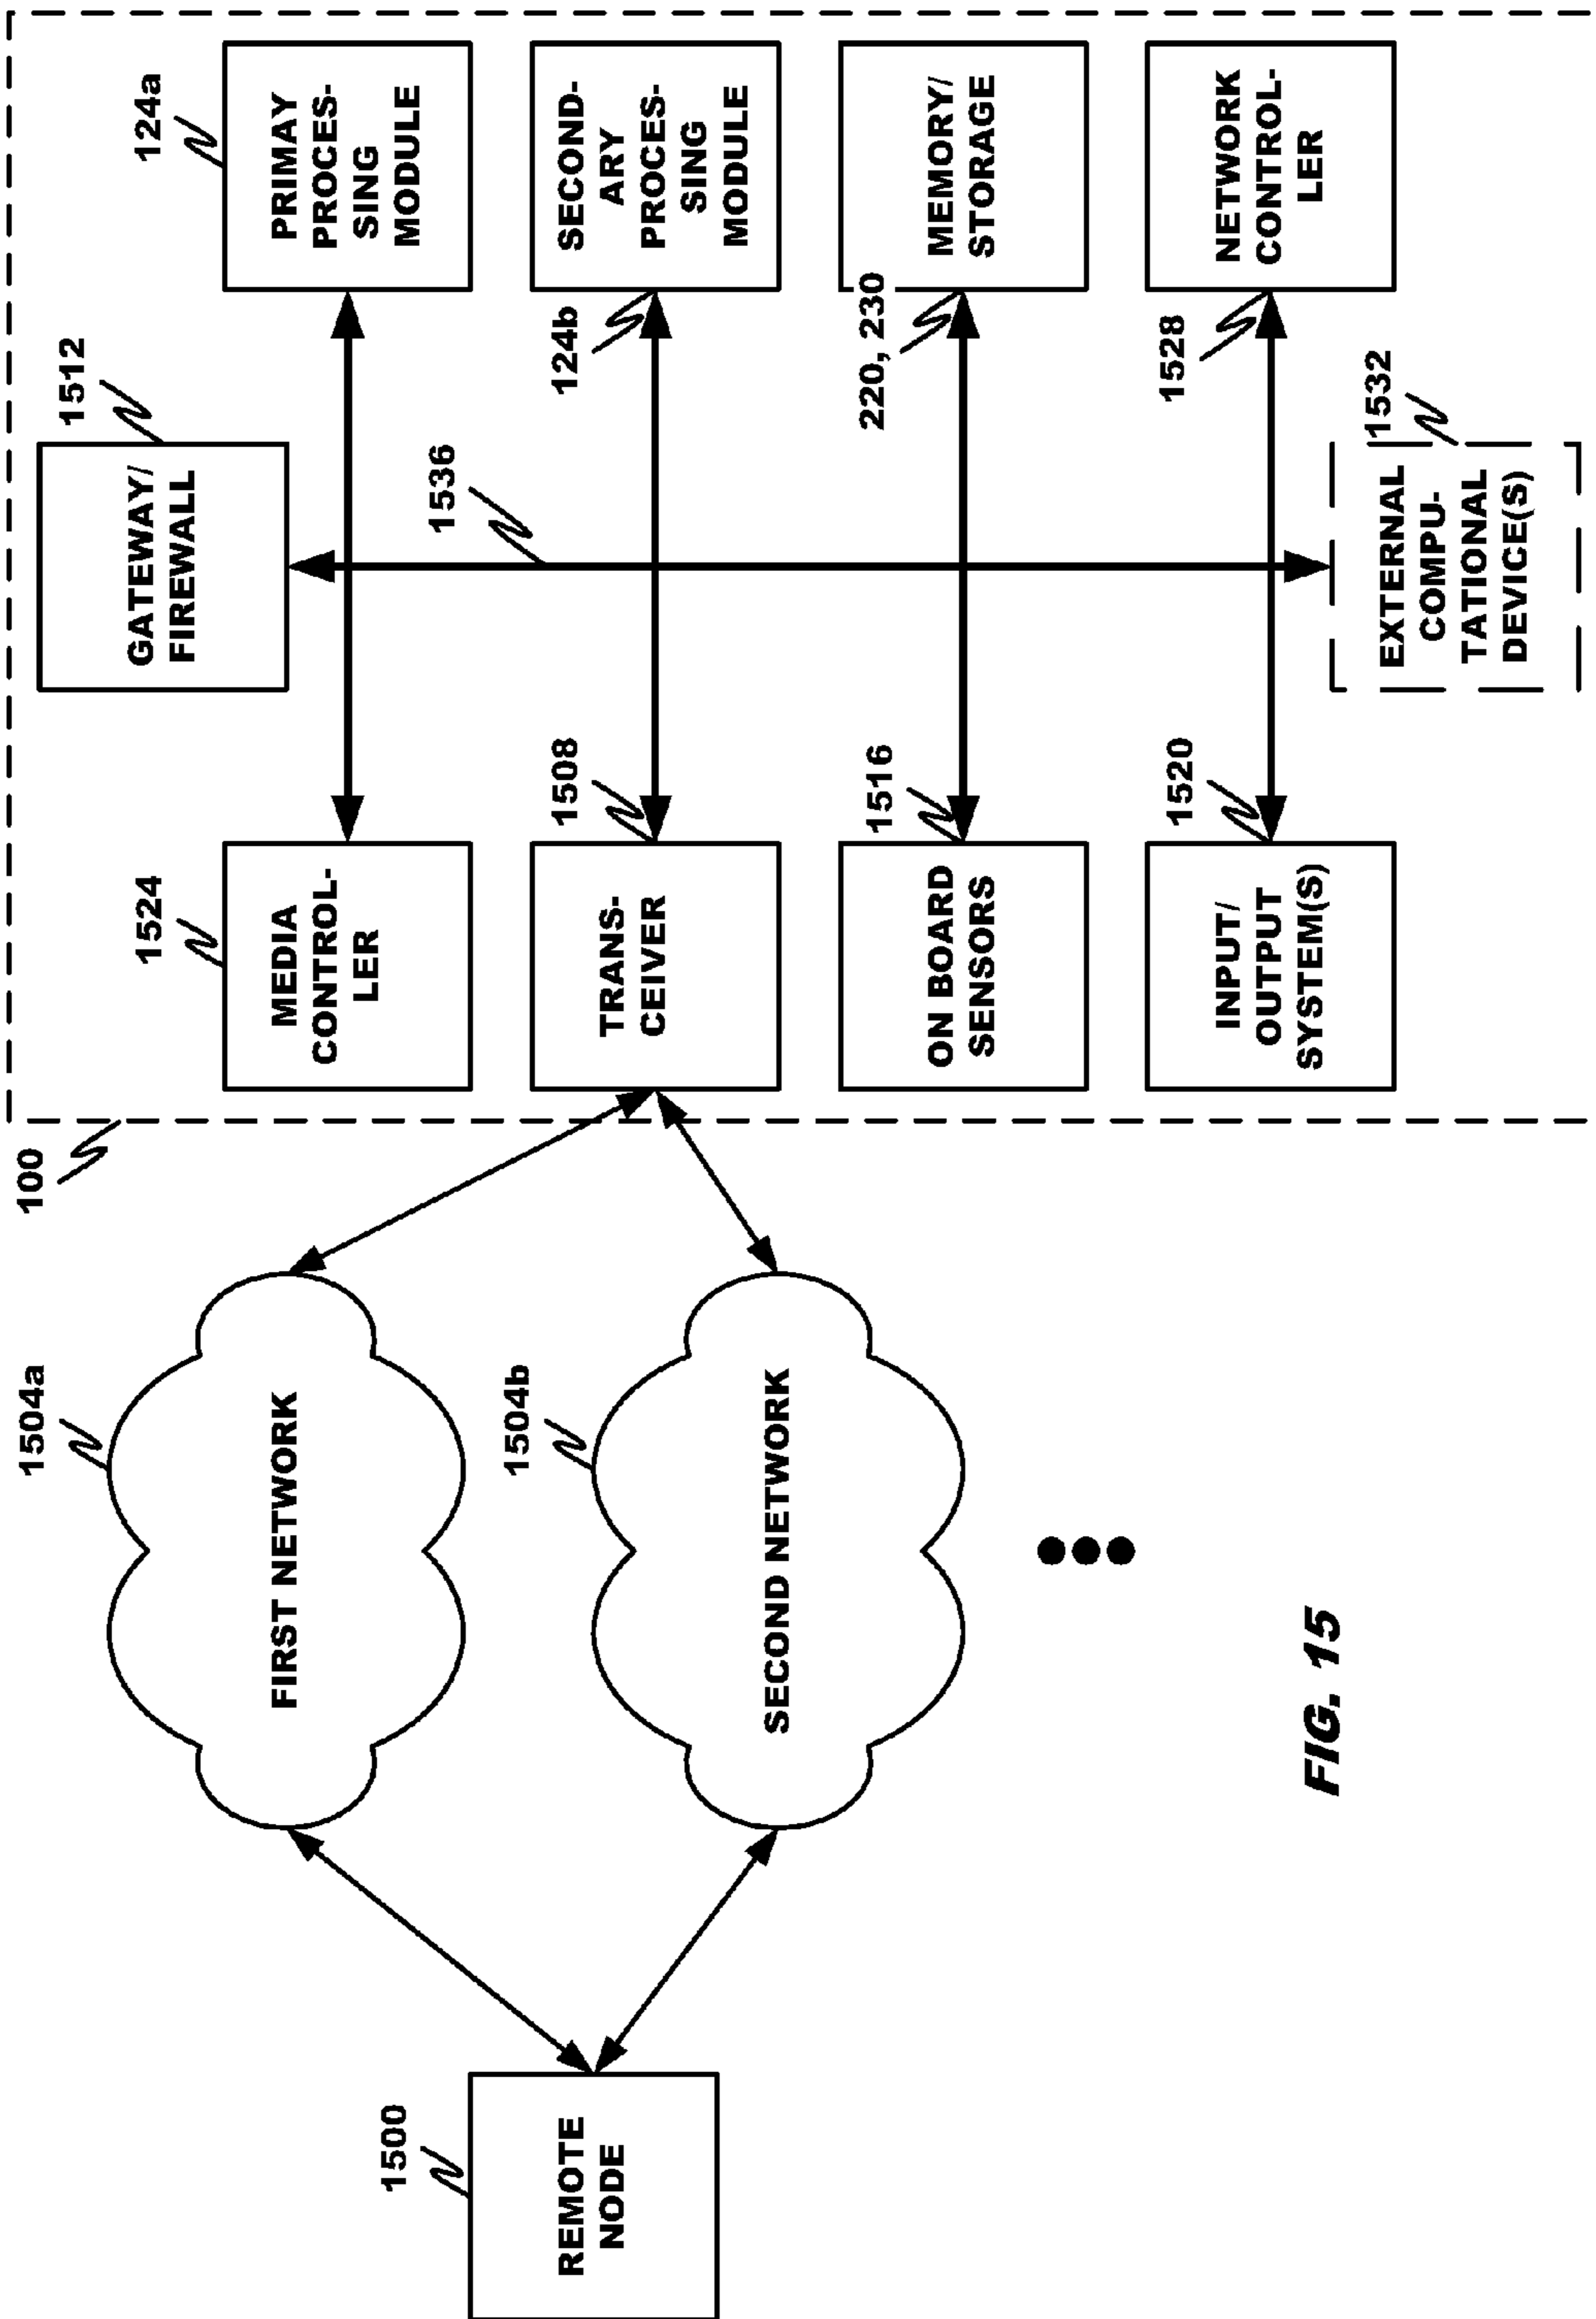 1500
REMOTE
NODE
1504a
FIRST NETWORK
1504b
SECOND NETWORK
FIG. 15
100
1524
MEDIA
CONTROL-
LER
1508
TRANS-
CEIVER
1516
ON BOARD
SENSORS
1520
INPUT/
OUTPUT
SYSTEM(S)
1512
GATEWAY/
FIREWALL
1536
1532
EXTERNAL
COMPU-
TATIONAL
DEVICE(S)
124a
PRIMAY
PROCES-
SING
MODULE
124b
SECOND-
ARY
PROCES-
SING
MODULE
220, 230
MEMORY/
STORAGE
1528
NETWORK
CONTROL-
LER